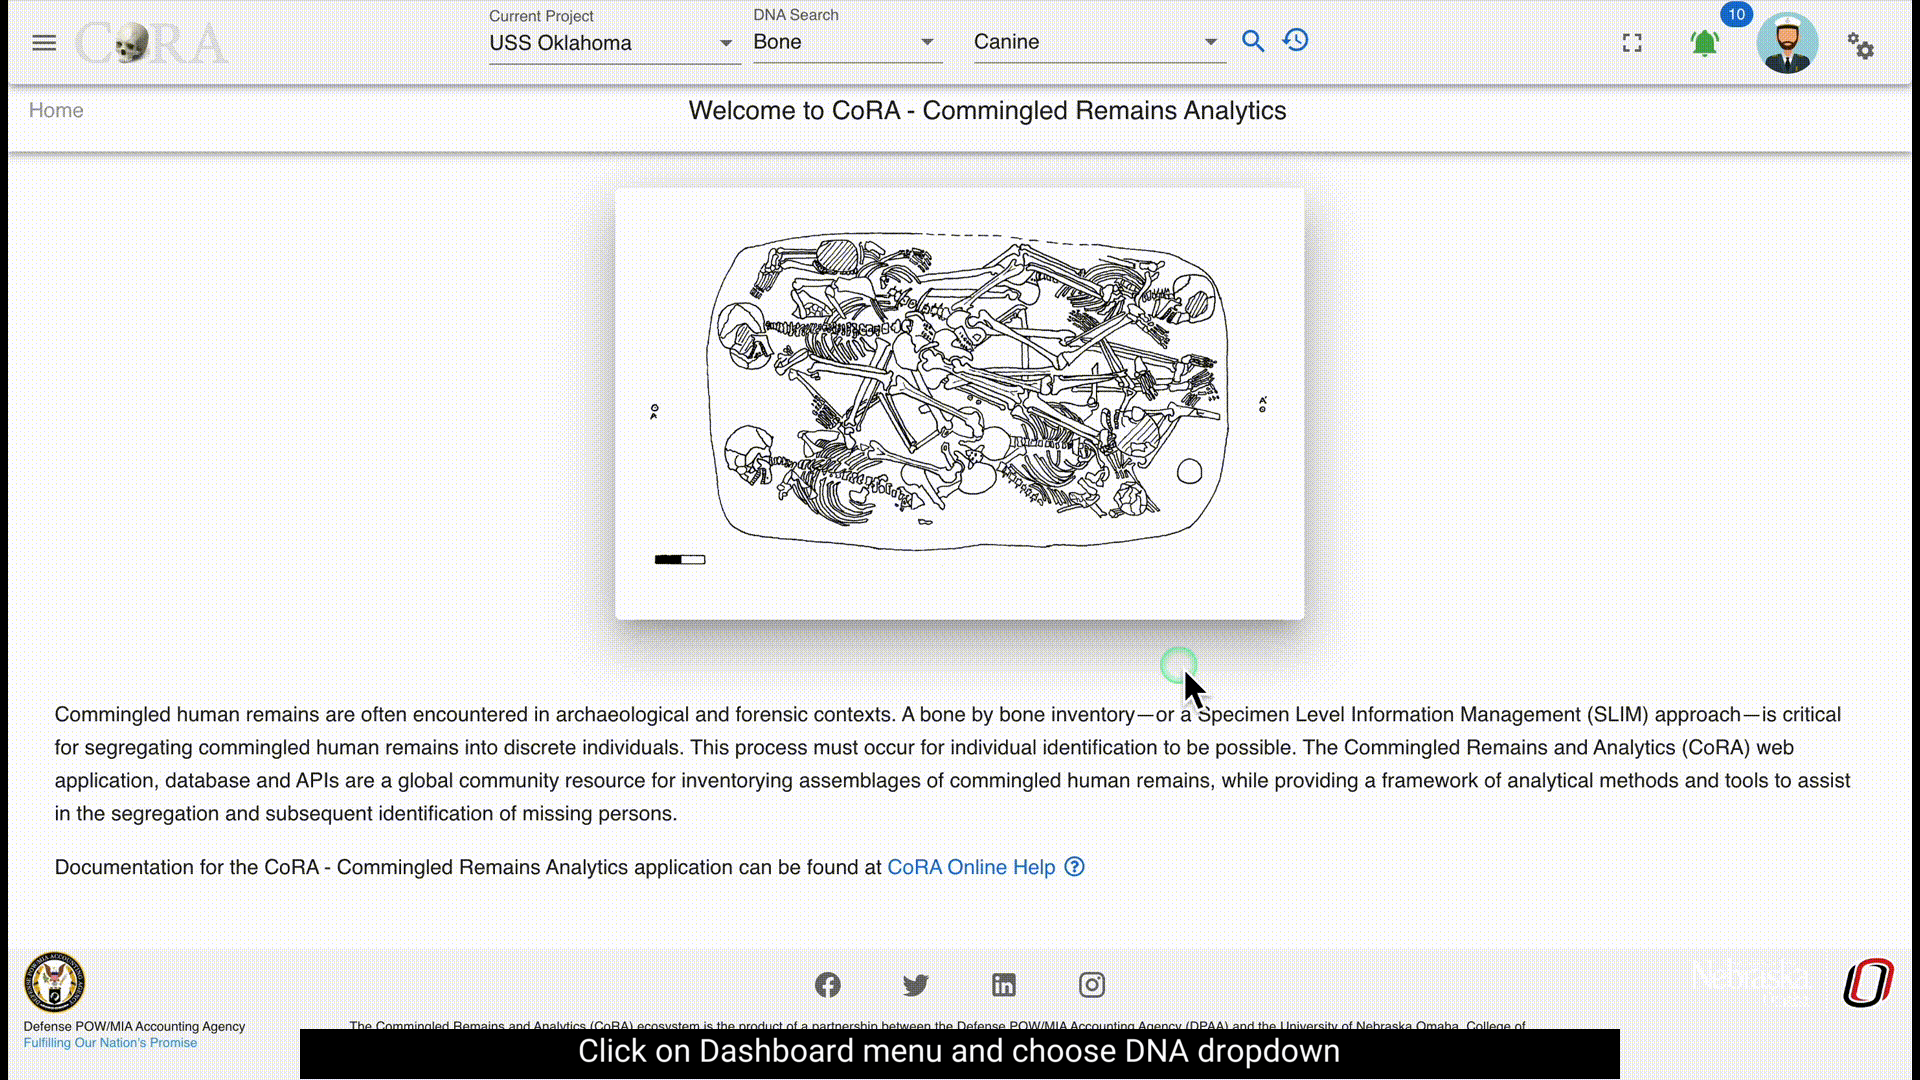 CoRA
Current Project
USS Oklahoma
DNA Search
Bone
Canine
10
Home
Welcome to CoRA - Commingled Remains Analytics
A
A'
Commingled human remains are often encountered in archaeological and forensic contexts. A bone by bone inventory—or a Specimen Level Information Management (SLIM) approach—is critical
for segregating commingled human remains into discrete individuals. This process must occur for individual identification to be possible. The Commingled Remains and Analytics (CoRA) web
application, database and APIs are a global community resource for inventorying assemblages of commingled human remains, while providing a framework of analytical methods and tools to assist
in the segregation and subsequent identification of missing persons.
Documentation for the CoRA - Commingled Remains Analytics application can be found at CoRA Online Help
Nebraska
Defense POW/MIA Accounting Agency
Fulfilling Our Nation's Promise
The Commingled Remains and Analytics (CoRA) ecosystem is the product of a partnership between the Defense POW/MIA Accounting Agency (DPAA) and the University of Nebraska Omaha, College of
Click on Dashboard menu and choose DNA dropdown